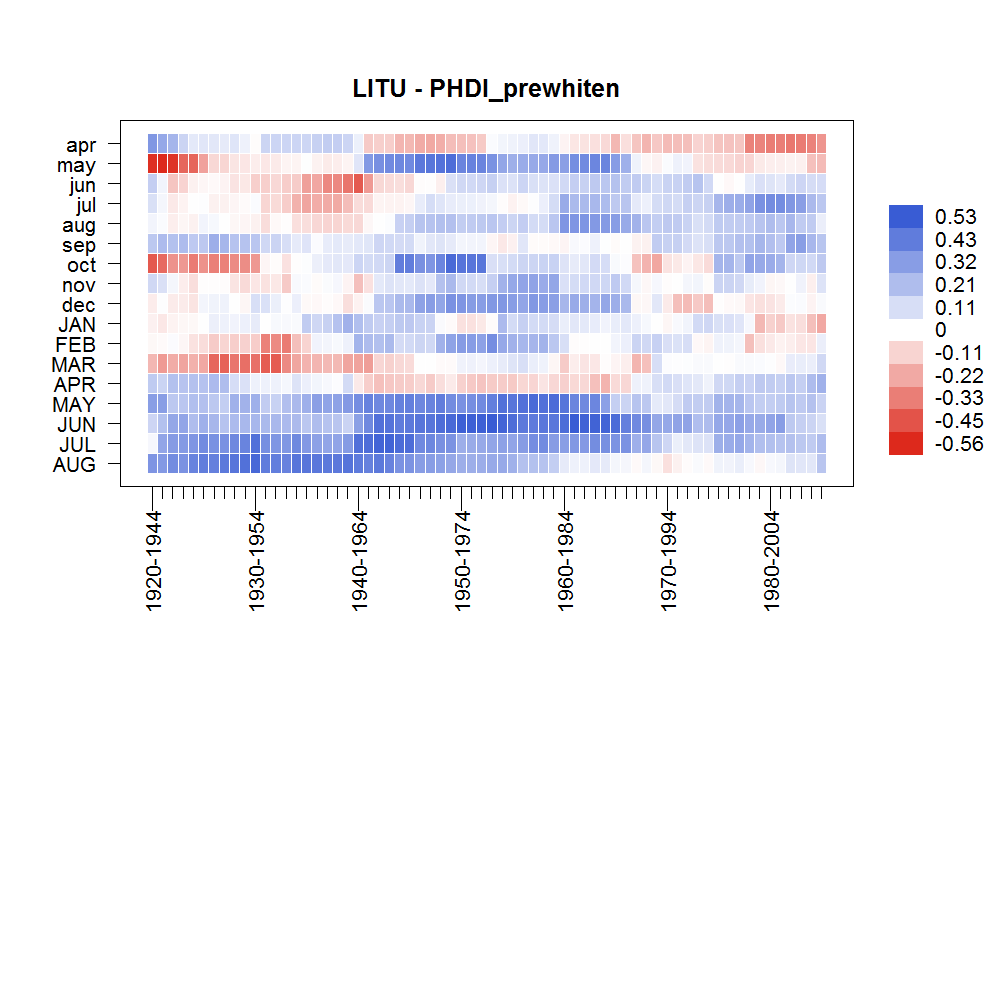 LITU - PHDI_prewhiten
apr
may
jun
jul
aug
sep
oct
nov
dec
JAN
FEB
MAR
APR
MAY
JUN
JUL
AUG
0.53
0.43
0.32
0.21
0.11
0
-0.11
-0.22
-0.33
-0.45
-0.56
1920-1944
1930-1954
1940-1964
1950-1974
1960-1984
1970-1994
1980-2004